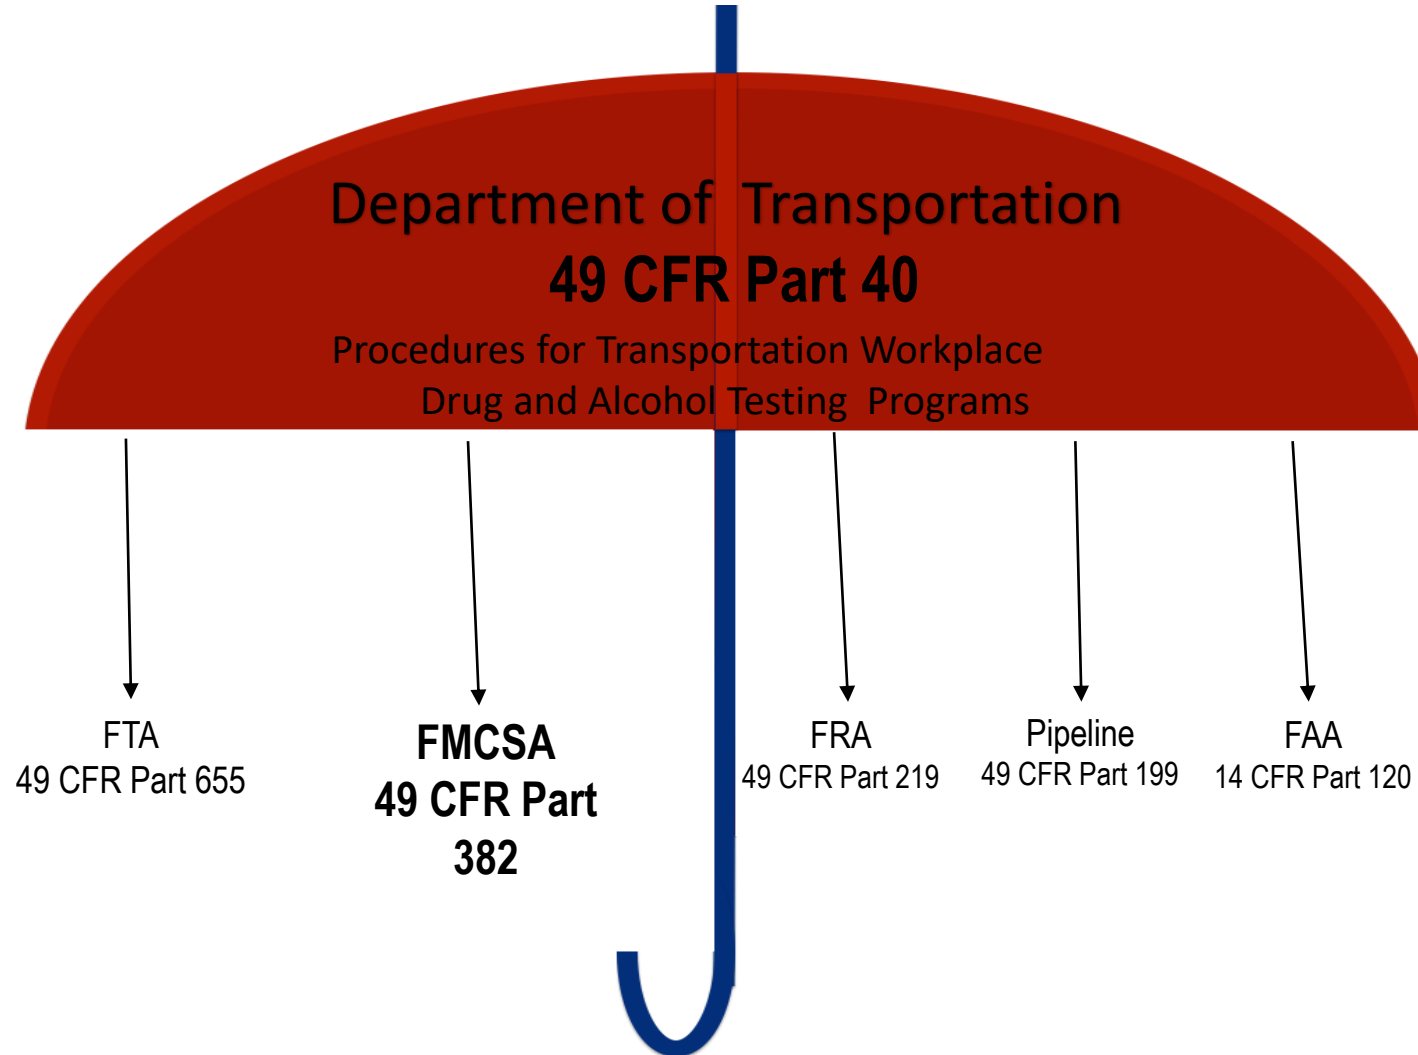 Department of Transportation
49 CFR Part 40
Procedures for Transportation Workplace
Drug and Alcohol Testing Programs
FTA
49 CFR Part 655
FMCSA
49 CFR Part
382
FRA
49 CFR Part 219
Pipeline
49 CFR Part 199
FAA
14 CFR Part 120